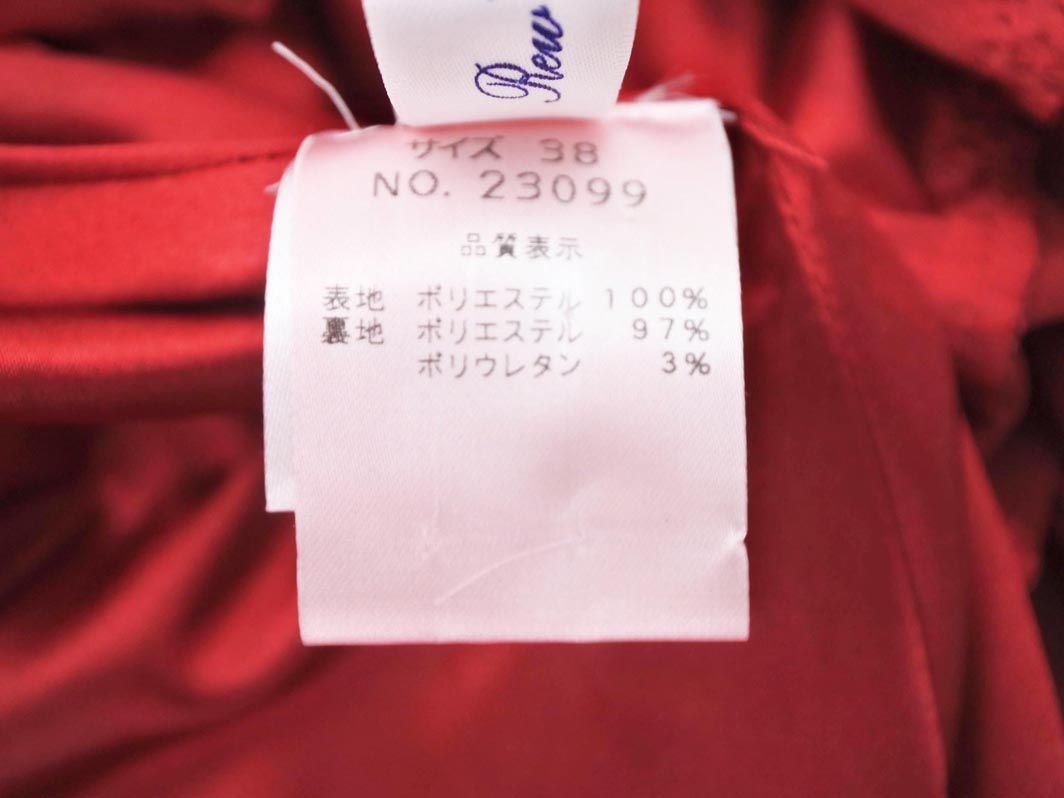 Rew
サイズ 38
NO. 23099
品質表示
表地 ポリエステル 100%
裏地 ポリエステル 97%
ポリウレタン 3%